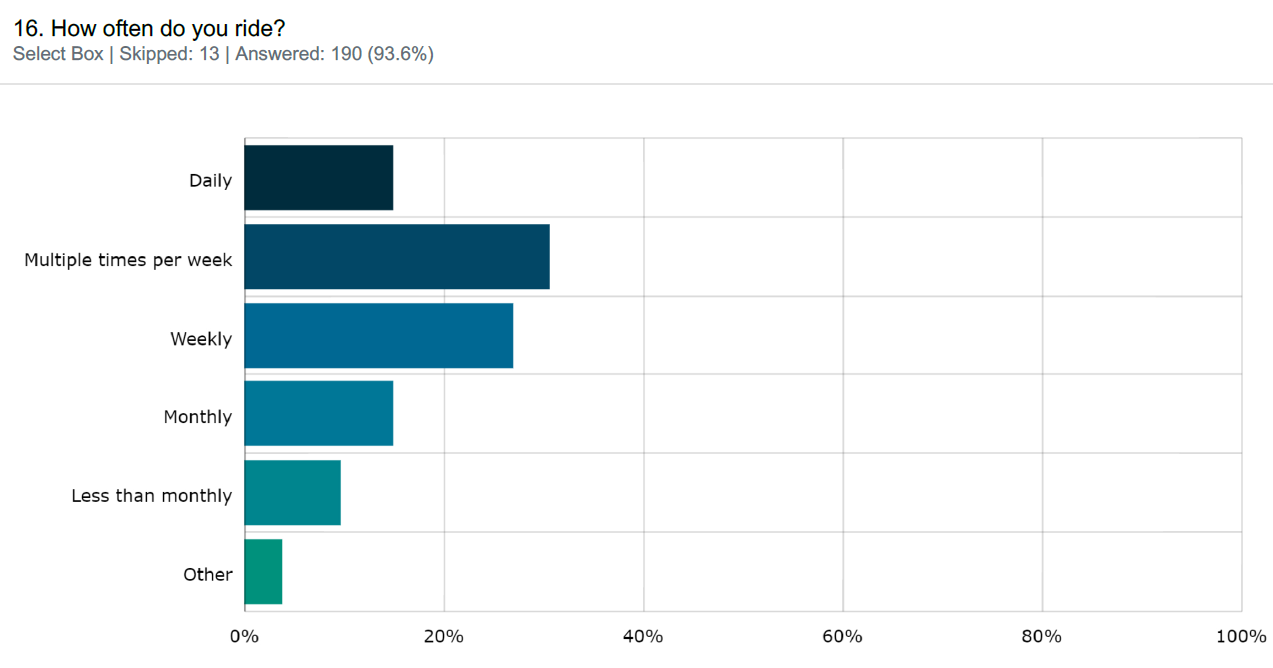 16. How often do you ride?
Select Box | Skipped: 13 | Answered: 190 (93.6%)
Daily
Multiple times per week
Weekly
Monthly
Less than monthly
Other
0% 20% 40% 60% 80% 100%